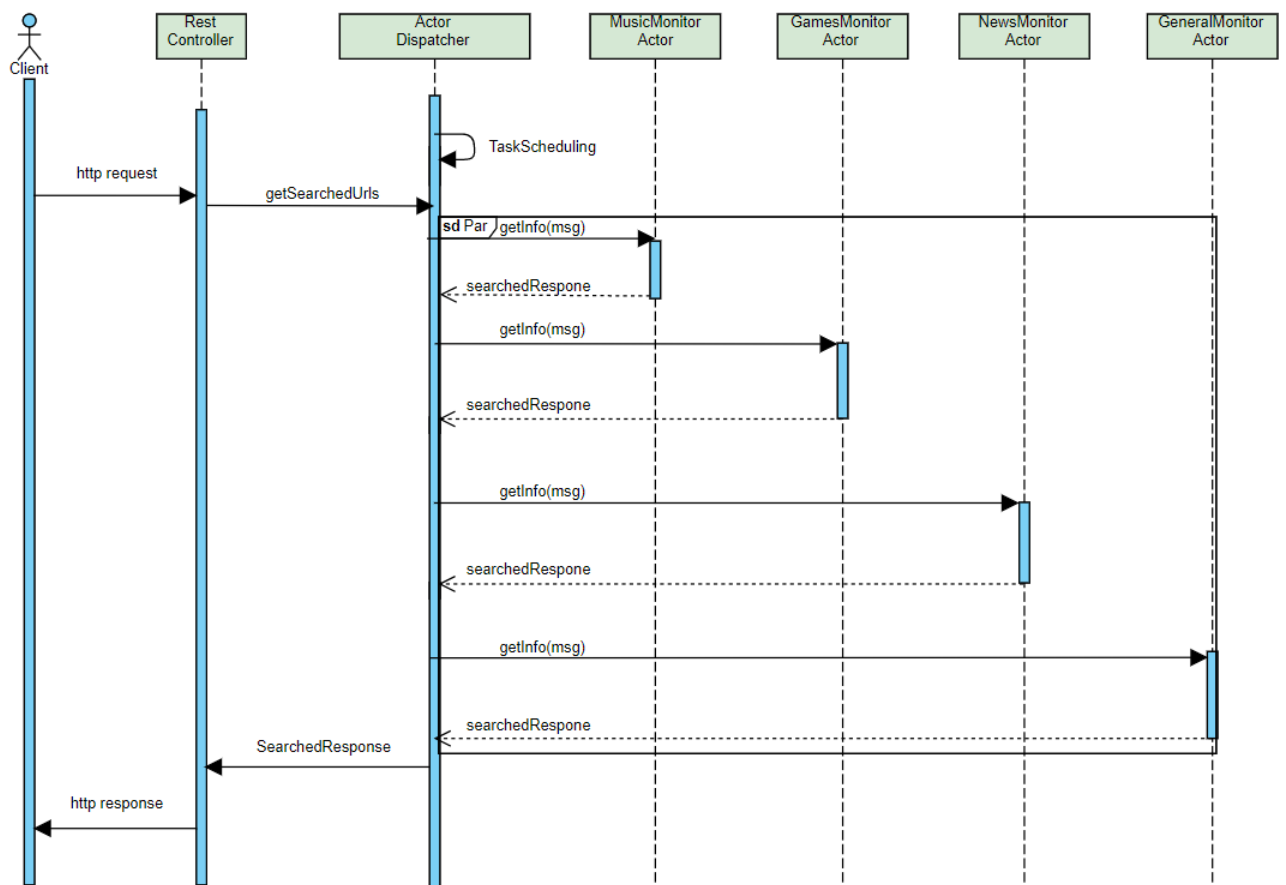 Client
Rest
Controller
Actor
Dispatcher
MusicMonitor
Actor
GamesMonitor
Actor
NewsMonitor
Actor
GeneralMonitor
Actor
TaskScheduling
http request
getSearchedUrls
sd Par
getInfo(msg)
searchedRespone
getInfo(msg)
searchedRespone
getInfo(msg)
searchedRespone
getInfo(msg)
searchedRespone
SearchedResponse
http response